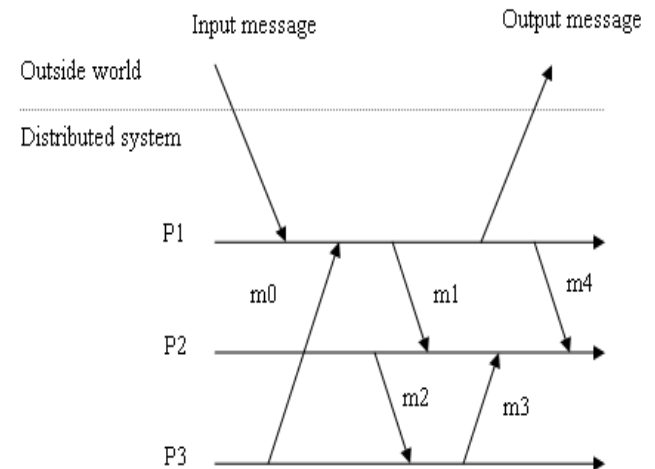 Input message
Output message
Outside world
Distributed system
P1
m0
m1
m4
P2
m2
m3
P3